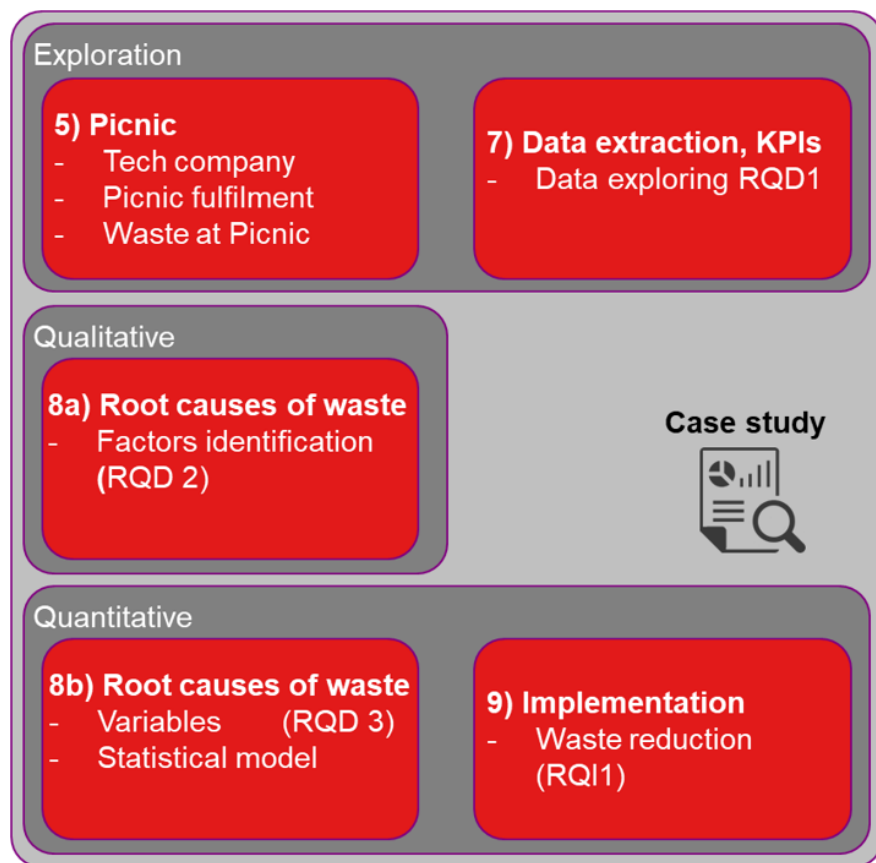 Exploration
5) Picnic
- Tech company
- Picnic fulfilment
- Waste at Picnic
7) Data extraction, KPIs
- Data exploring RQD1
Qualitative
8a) Root causes of waste
- Factors identification
(RQD 2)
Case study
Quantitative
8b) Root causes of waste
- Variables (RQD 3)
- Statistical model
9) Implementation
- Waste reduction
(RQI1)